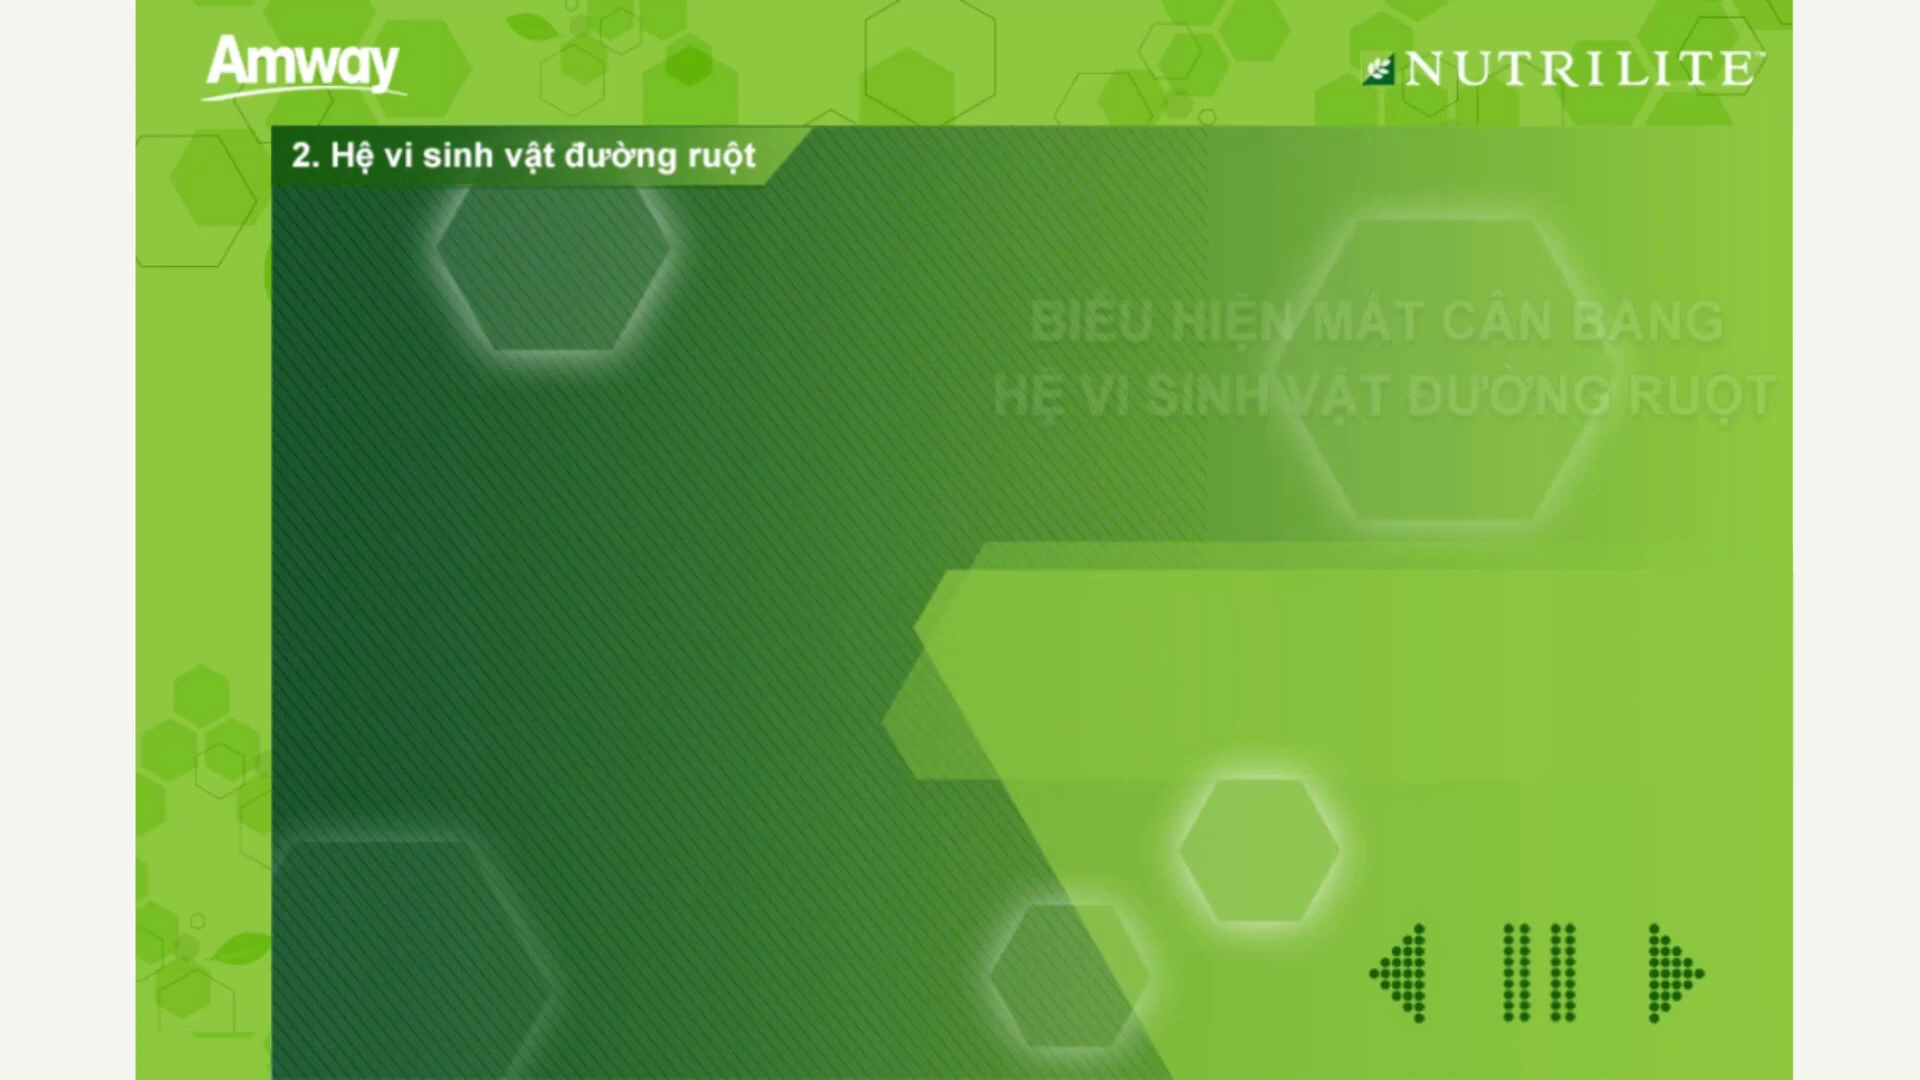 Amway
NUTRILITE™
2. Hệ vi sinh vật đường ruột
BIỂU HIỆN MẤT CÂN BẰNG
HỆ VI SINH VẬT ĐƯỜNG RUỘT